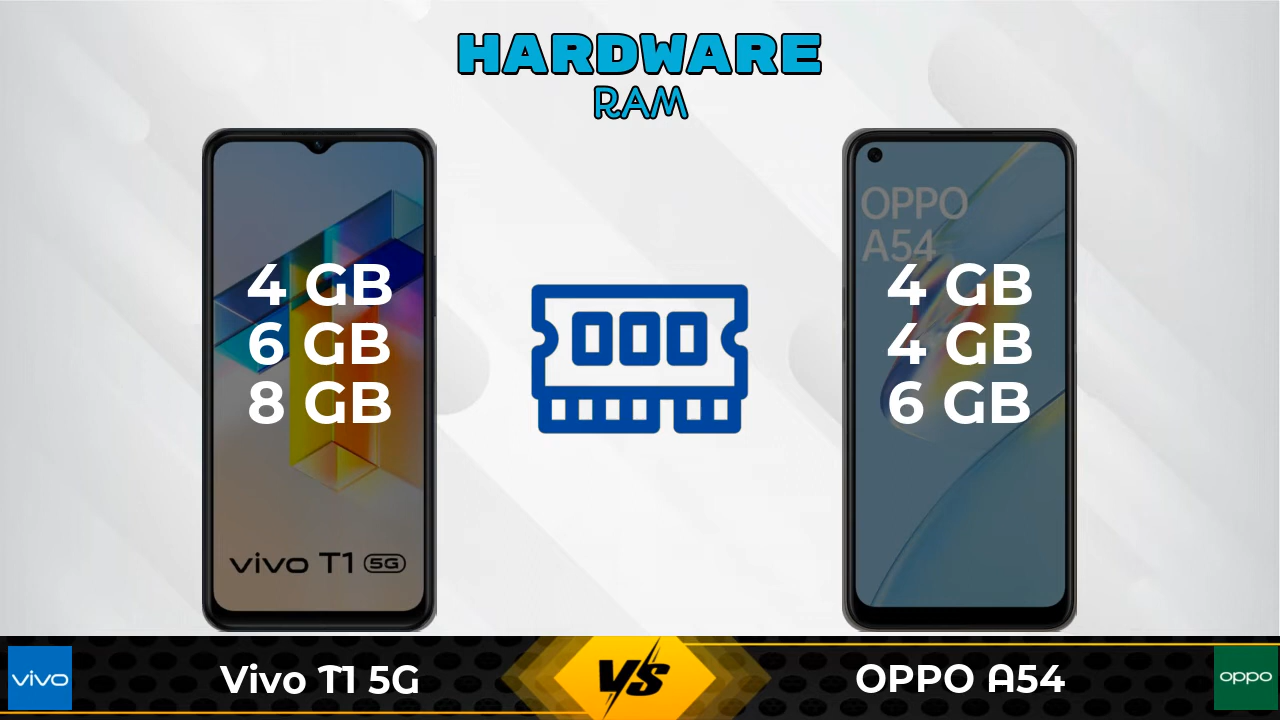 HARDWARE
RAM
4 GB
6 GB
8 GB
vivo T1 5G
OPPO
A54
4 GB
4 GB
6 GB
vivo
Vivo T1 5G
VS
OPPO A54
oppo